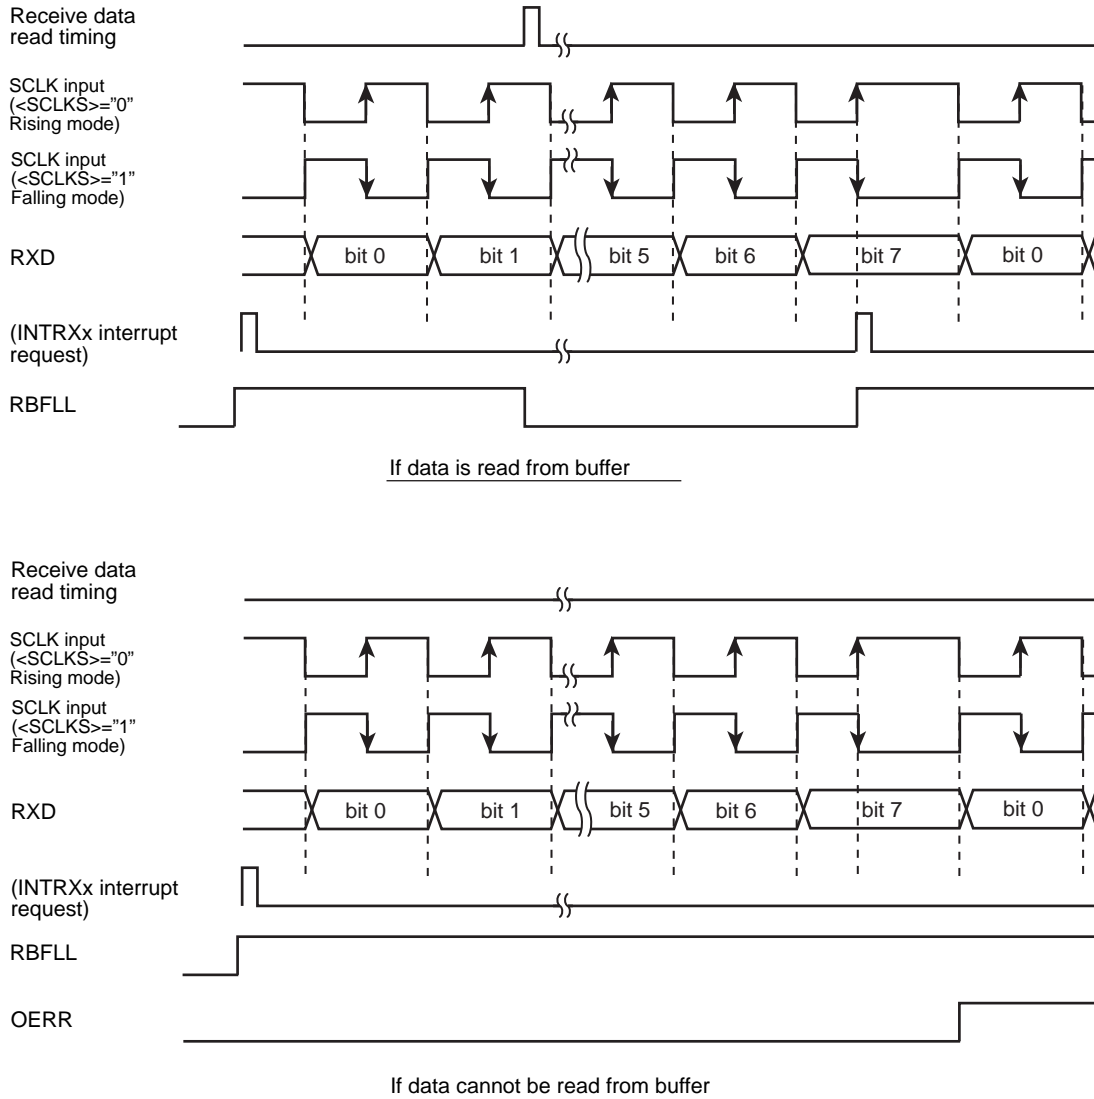 Receive data
read timing
SCLK input
(<SCLKS>=”0”
Rising mode)
SCLK input
(<SCLKS>=”1”
Falling mode)
RXD
bit 0
bit 1
bit 5
bit 6
bit 7
bit 0
(INTRXx interrupt
request)
RBFLL
If data is read from buffer
Receive data
read timing
SCLK input
(<SCLKS>=”0”
Rising mode)
SCLK input
(<SCLKS>=”1”
Falling mode)
RXD
bit 0
bit 1
bit 5
bit 6
bit 7
bit 0
(INTRXx interrupt
request)
RBFLL
OERR
If data cannot be read from buffer